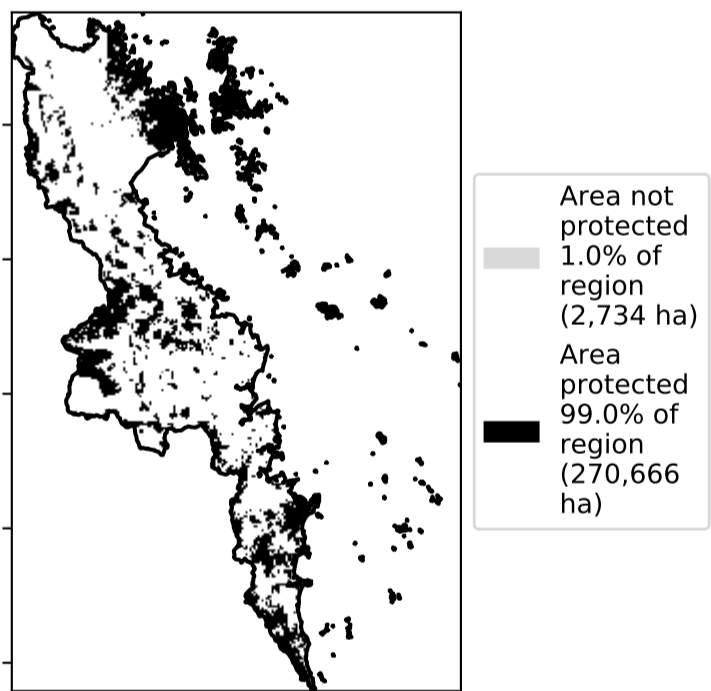 Area not
protected
1.0% of
region
(2,734 ha)
Area
protected
99.0% of
region
(270,666
ha)